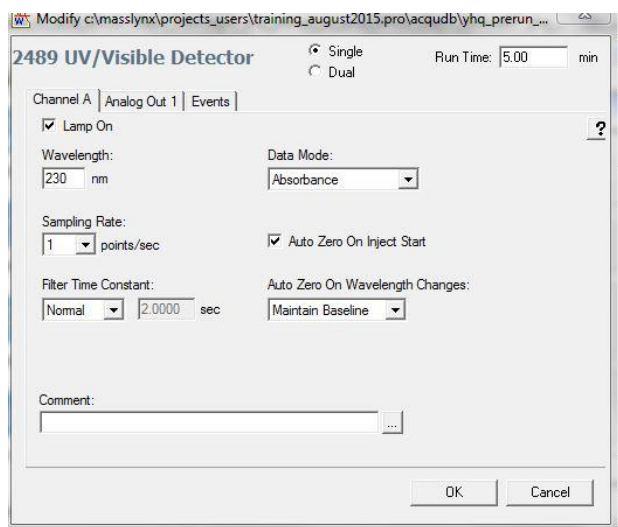 Modify c:\masslynx\projects_users\training_august2015.pro\acqudb\yhq_prerun_...
2489 UV/Visible Detector
Single
Dual
Run Time: 5.00 min
Channel A Analog Out 1 Events
Lamp On
?
Wavelength:
230 nm
Data Mode:
Absorbance
Sampling Rate:
1 points/sec
Auto Zero On Inject Start
Filter Time Constant:
Normal 2.0000 sec
Auto Zero On Wavelength Changes:
Maintain Baseline
Comment:
...
OK Cancel